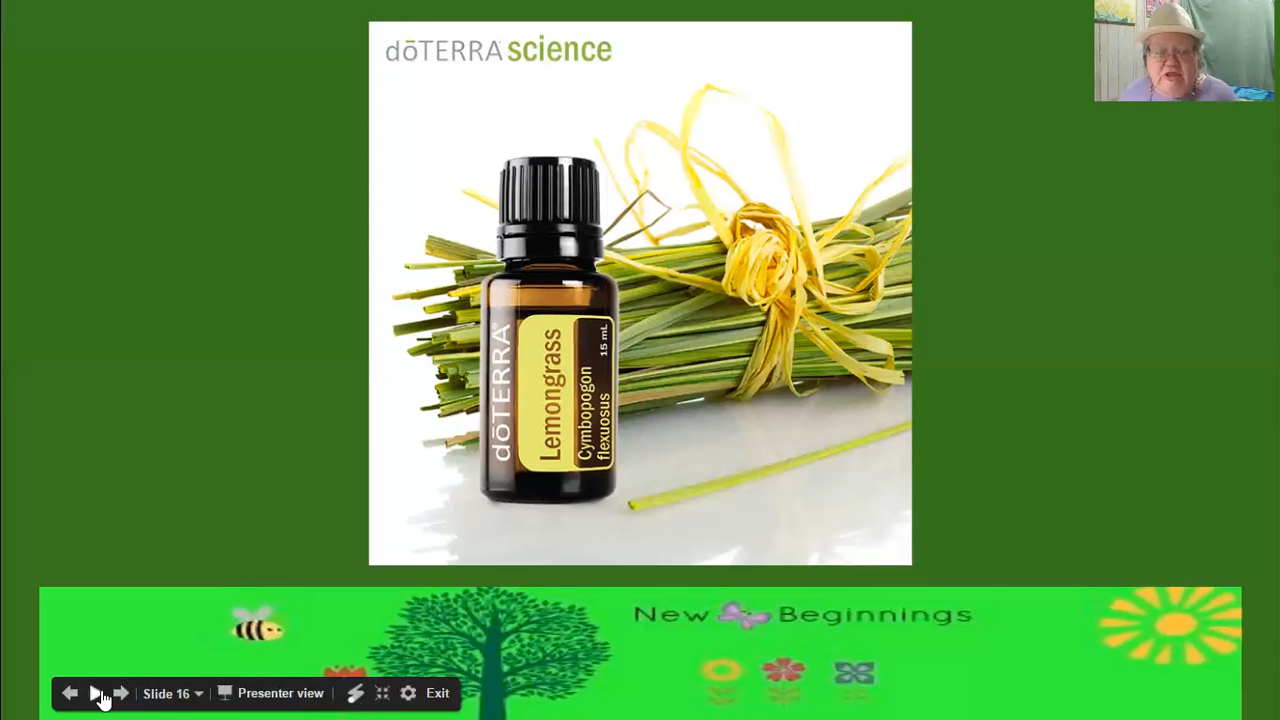 dōTERRA science
dōTERRA®
Lemongrass
Cymbopogon
flexuosus
15 mL
New Beginnings
Slide 16
Presenter view
Exit